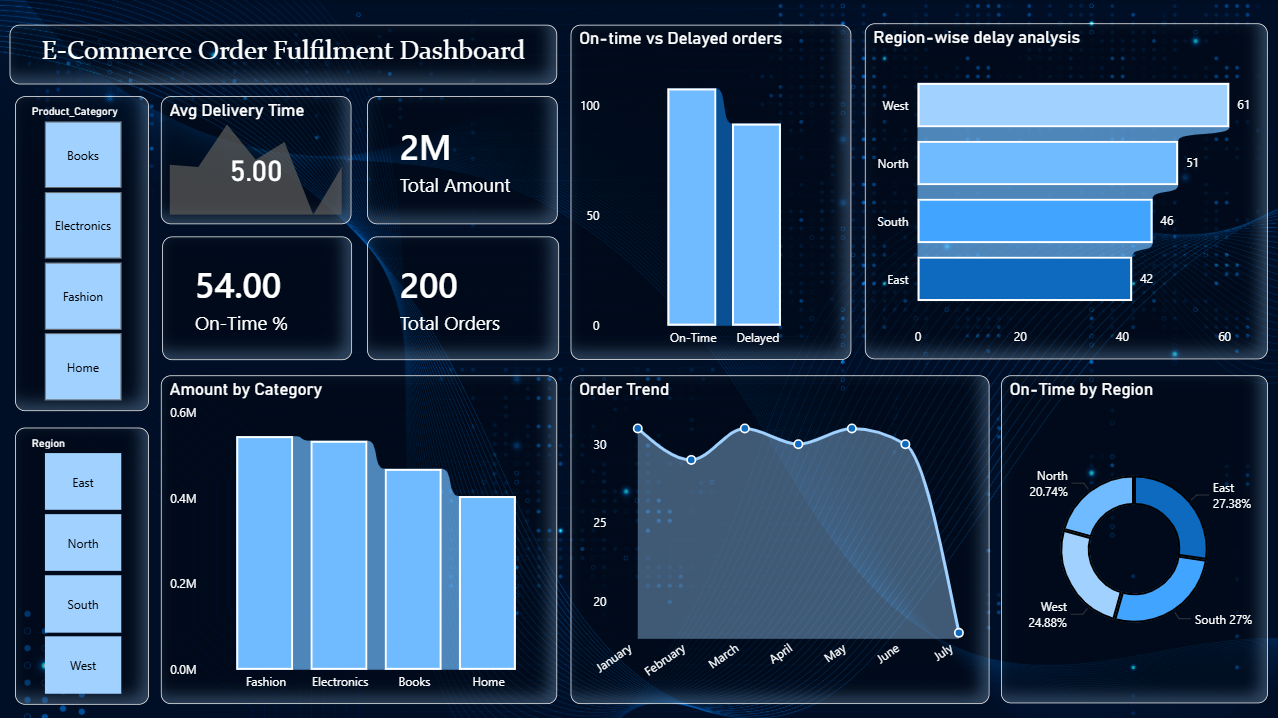 E-Commerce Order Fulfilment Dashboard
Product_Category
Books
Electronics
Fashion
Home
Region
East
North
South
West
Avg Delivery Time
5.00
2M
Total Amount
54.00
On-Time %
200
Total Orders
On-time vs Delayed orders
100
50
0
On-Time
Delayed
Region-wise delay analysis
West
61
North
51
South
46
East
42
0
20
40
60
Amount by Category
0.6M
0.4M
0.2M
0.0M
Fashion
Electronics
Books
Home
Order Trend
30
25
20
January
February
March
April
May
June
July
On-Time by Region
North
20.74%
East
27.38%
West
24.88%
South 27%